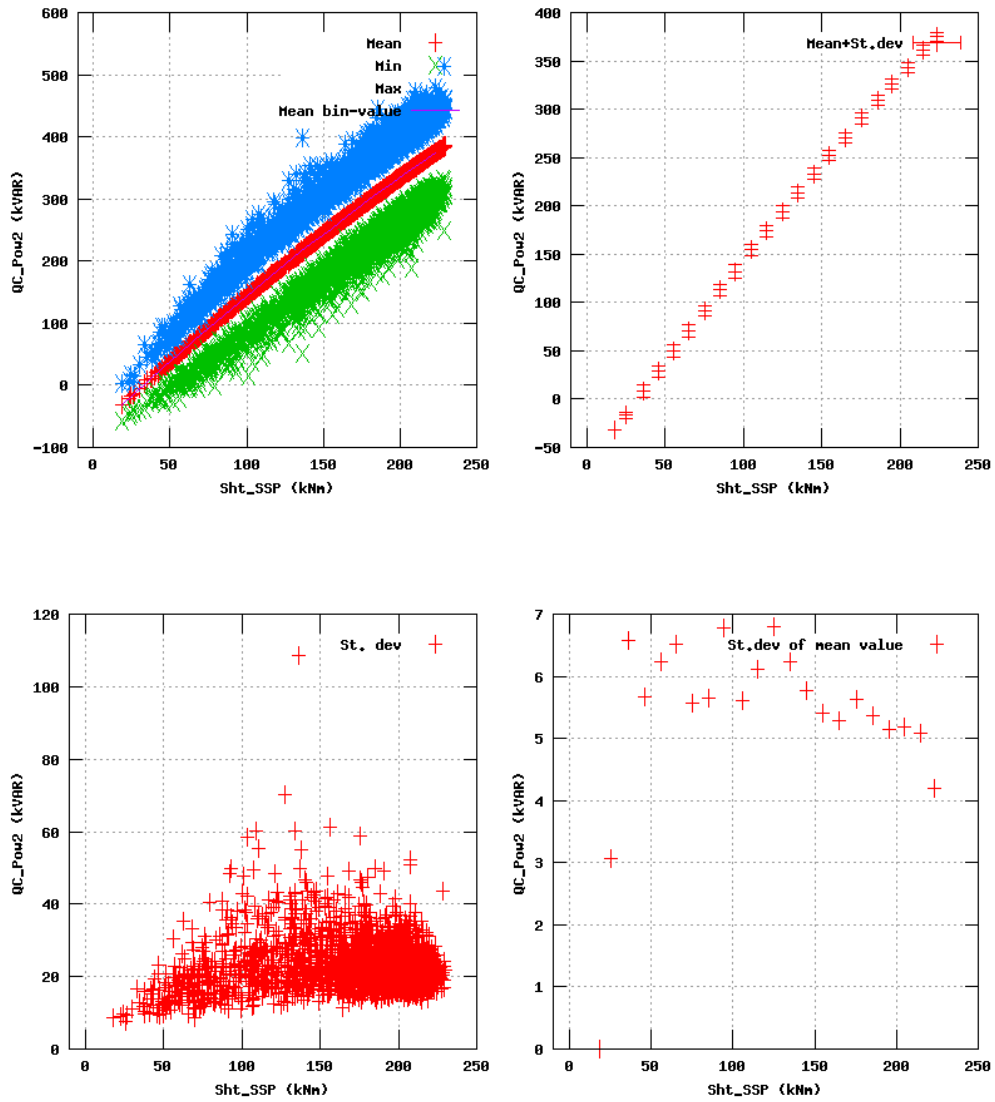 600
500
400
300
200
100
0
-100
QC_Pow2 (kVAR)
Mean
Min
Max
Mean bin-value
0 50 100 150 200 250
Sht_SSP (kNm)
400
350
300
250
200
150
100
50
0
-50
QC_Pow2 (kVAR)
Mean+St.dev
0 50 100 150 200 250
Sht_SSP (kNm)
120
100
80
60
40
20
0
QC_Pow2 (kVAR)
St. dev
0 50 100 150 200 250
Sht_SSP (kNm)
7
6
5
4
3
2
1
0
QC_Pow2 (kVAR)
St.dev of mean value
0 50 100 150 200 250
Sht_SSP (kNm)